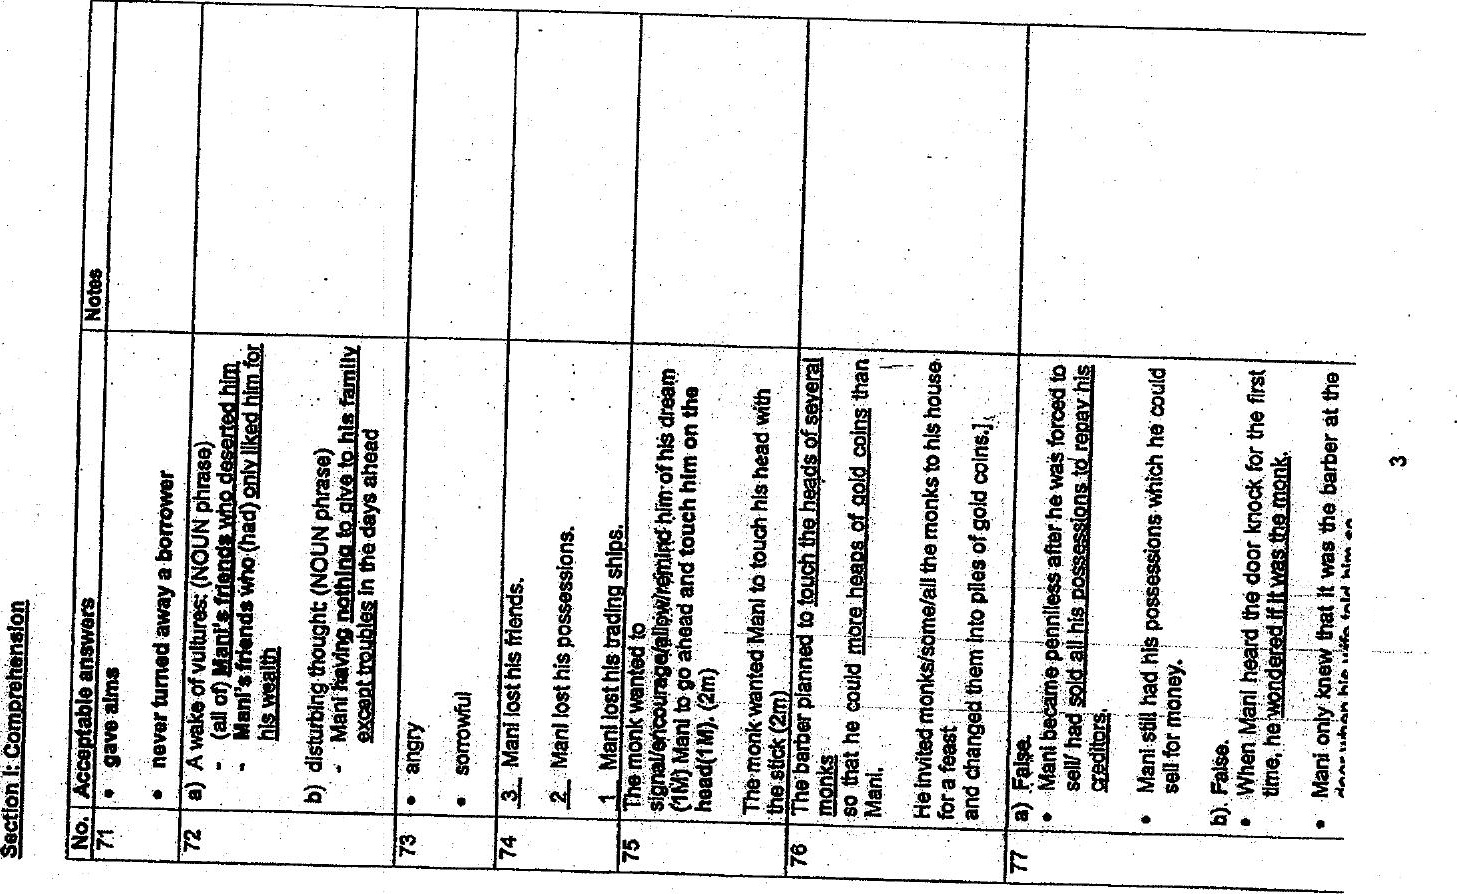 Section I: Comprehension
No. Acceptable answers Notes
71 • gave alms
• never turned away a borrower
72 a) A wake of vultures: (NOUN phrase)
- (all of) Mani's friends who deserted him
- Mani's friends who (had) only liked him for
his wealth
b) disturbing thought: (NOUN phrase)
- Mani having nothing to give to his family
except troubles in the days ahead
73 • angry
• sorrowful
74 3 Mani lost his friends.
2 Mani lost his possessions.
1 Mani lost his trading ships.
75 The monk wanted to
signal/encourage/allow/remind him of his dream
(1M) Mani to go ahead and touch him on the
head(1M). (2m)
The monk wanted Mani to touch his head with
the stick (2m)
76 The barber planned to touch the heads of several
monks
so that he could more heaps of gold coins than
Mani.
He invited monks/some/all the monks to his house
for a feast
and changed them into piles of gold coins.]
77 a) False.
• Mani became penniless after he was forced to
sell/ had sold all his possessions to repay his
creditors.
• Mani still had his possessions which he could
sell for money.
b). False.
• When Mani heard the door knock for the first
time, he wondered if it was the monk.
• Mani only knew that it was the barber at the
door when his wife told him so
3